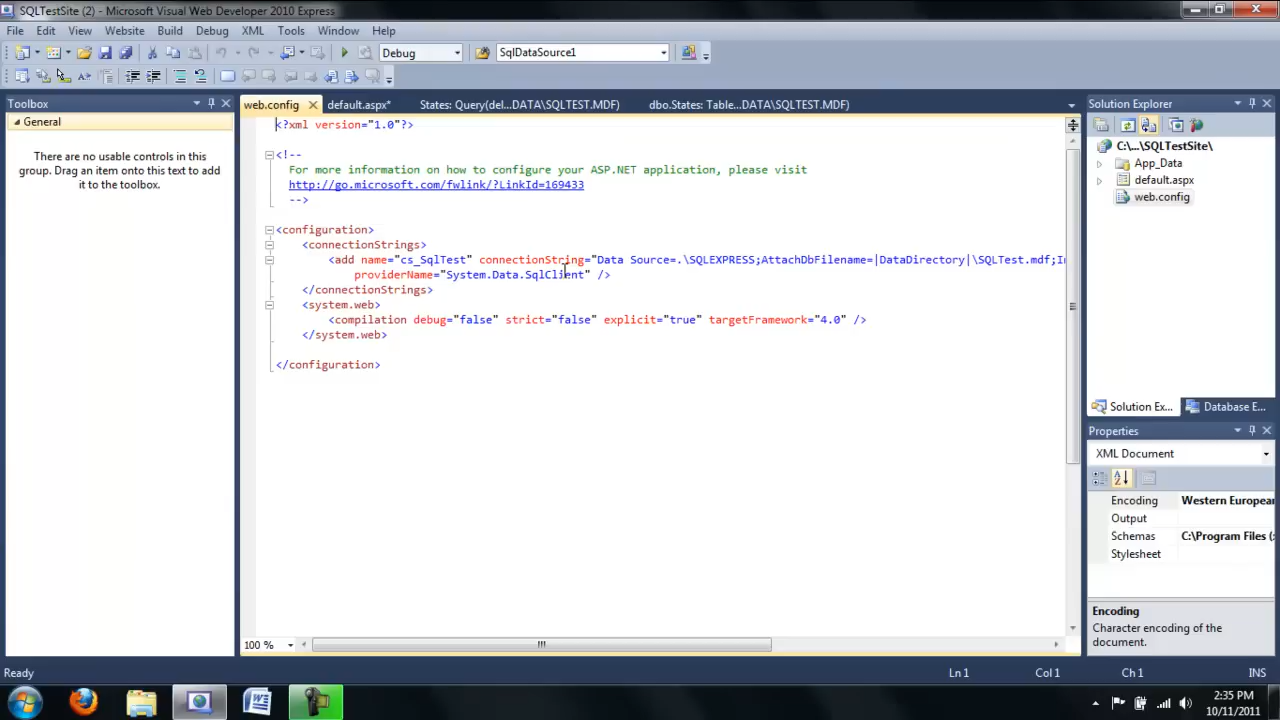 SQLTestSite (2) - Microsoft Visual Web Developer 2010 Express
File Edit View Website Build Debug XML Tools Window Help
Debug SqlDataSource1
Toolbox
General
There are no usable controls in this
group. Drag an item onto this text to add
it to the toolbox.
web.config default.aspx* States: Query(del...DATA\SQLTEST.MDF) dbo.States: Table...DATA\SQLTEST.MDF)
<?xml version="1.0"?>
<!--
For more information on how to configure your ASP.NET application, please visit
http://go.microsoft.com/fwlink/?LinkId=169433
-->
<configuration>
<connectionStrings>
<add name="cs_SqlTest" connectionString="Data Source=.\SQLEXPRESS;AttachDbFilename=|DataDirectory|\SQLTest.mdf;In
providerName="System.Data.SqlClient" />
</connectionStrings>
<system.web>
<compilation debug="false" strict="false" explicit="true" targetFramework="4.0" />
</system.web>
</configuration>
100 %
Solution Explorer
C:\...\SQLTestSite\
App_Data
default.aspx
web.config
Solution Ex... Database E...
Properties
XML Document
Encoding Western European
Output
Schemas C:\Program Files (
Stylesheet
Encoding
Character encoding of the
document.
Ready Ln 1 Col 1 Ch 1 INS
2:35 PM
10/11/2011